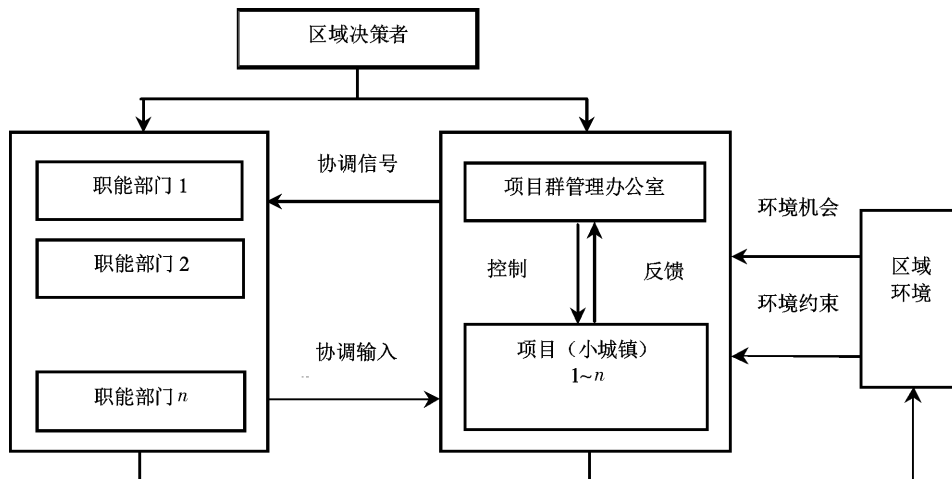 区域决策者
职能部门 1
职能部门 2
职能部门 n
协调信号
协调输入
项目群管理办公室
控制
反馈
项目（小城镇）
1~n
环境机会
环境约束
区域
环境